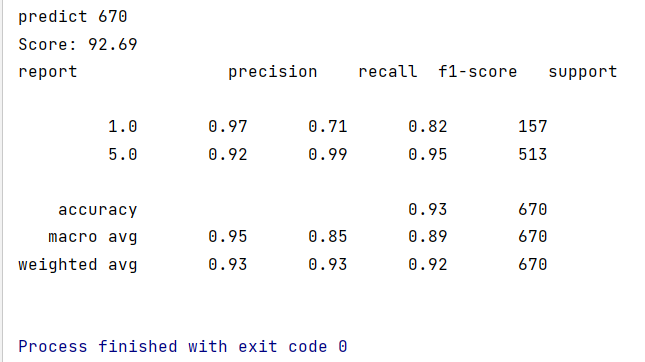 predict 670
Score: 92.69
report precision recall f1-score support
1.0 0.97 0.71 0.82 157
5.0 0.92 0.99 0.95 513
accuracy 0.93 670
macro avg 0.95 0.85 0.89 670
weighted avg 0.93 0.93 0.92 670
Process finished with exit code 0